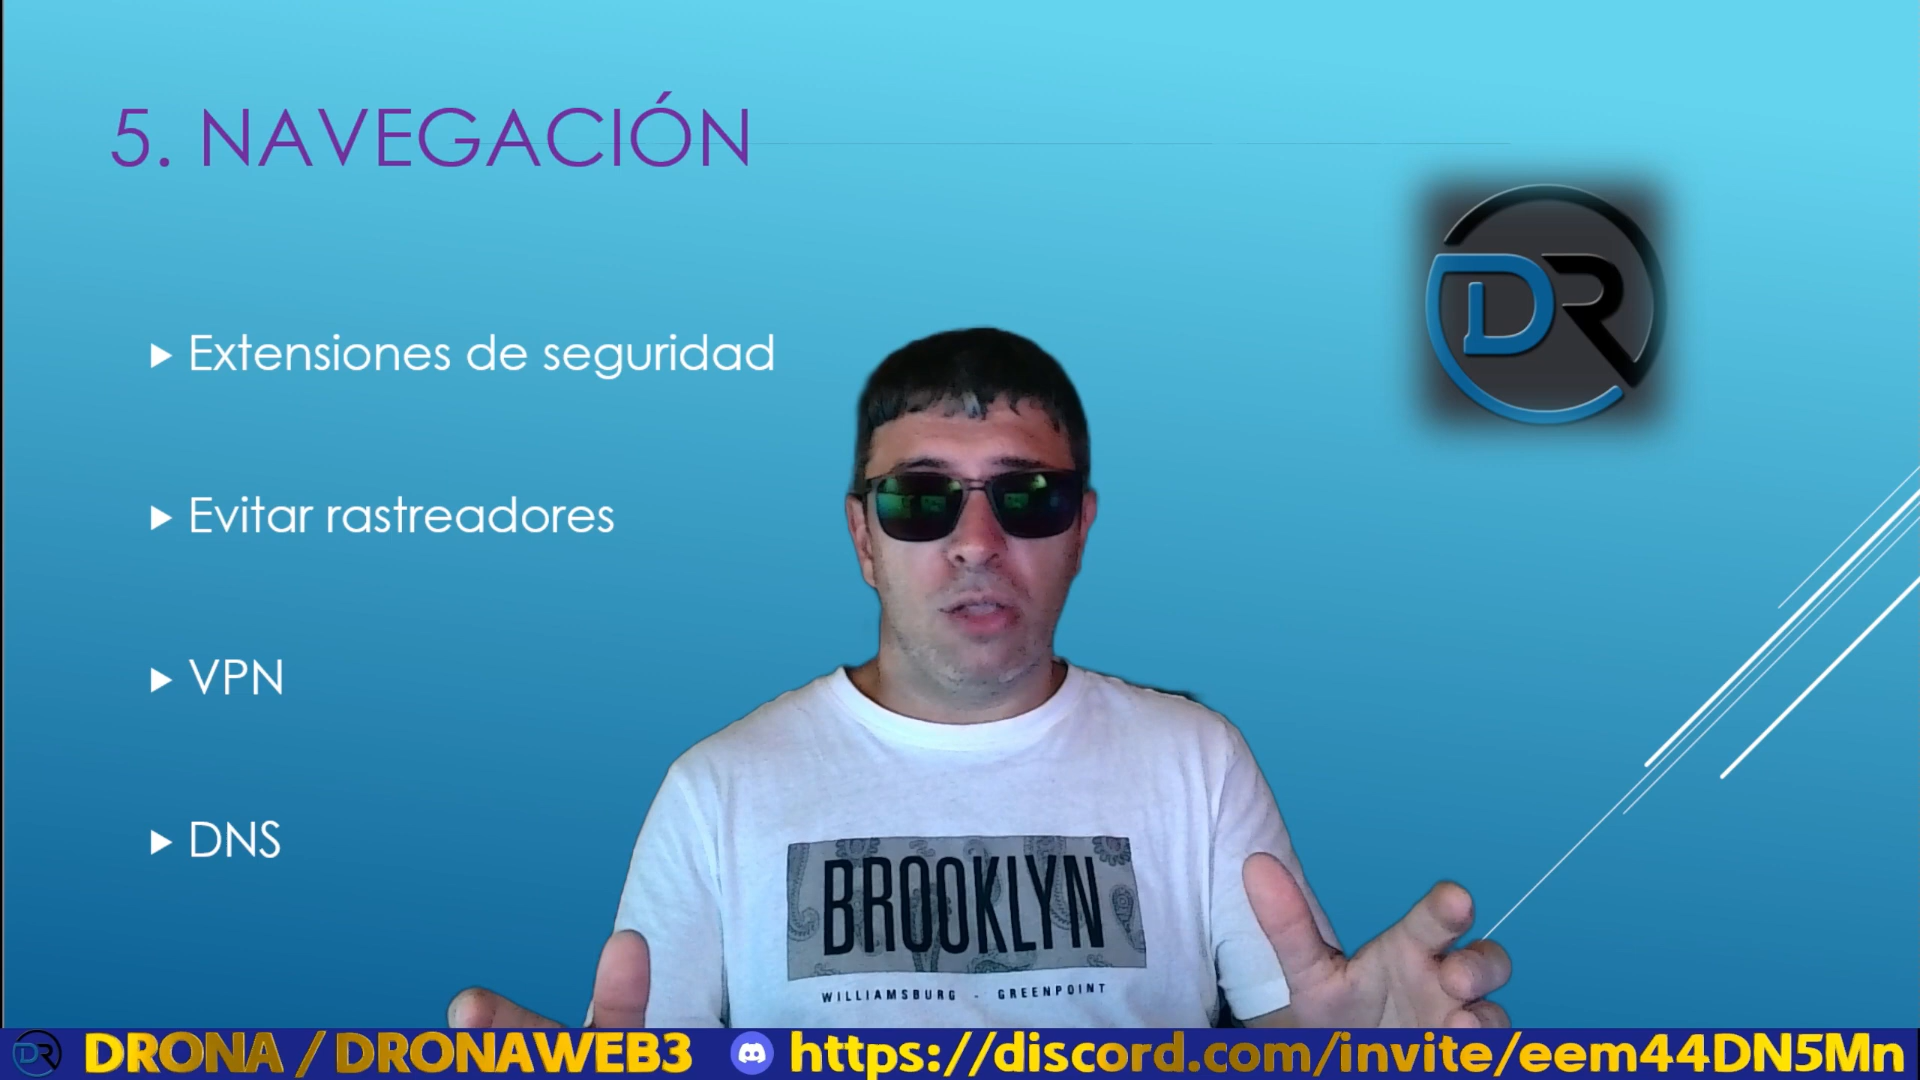 5. NAVEGACIÓN
DR
Extensiones de seguridad
Evitar rastreadores
VPN
DNS
BROOKLYN
WILLIAMSBURG - GREENPOINT
DR DRONA / DRONAWEB3 https://discord.com/invite/eem44DN5Mn